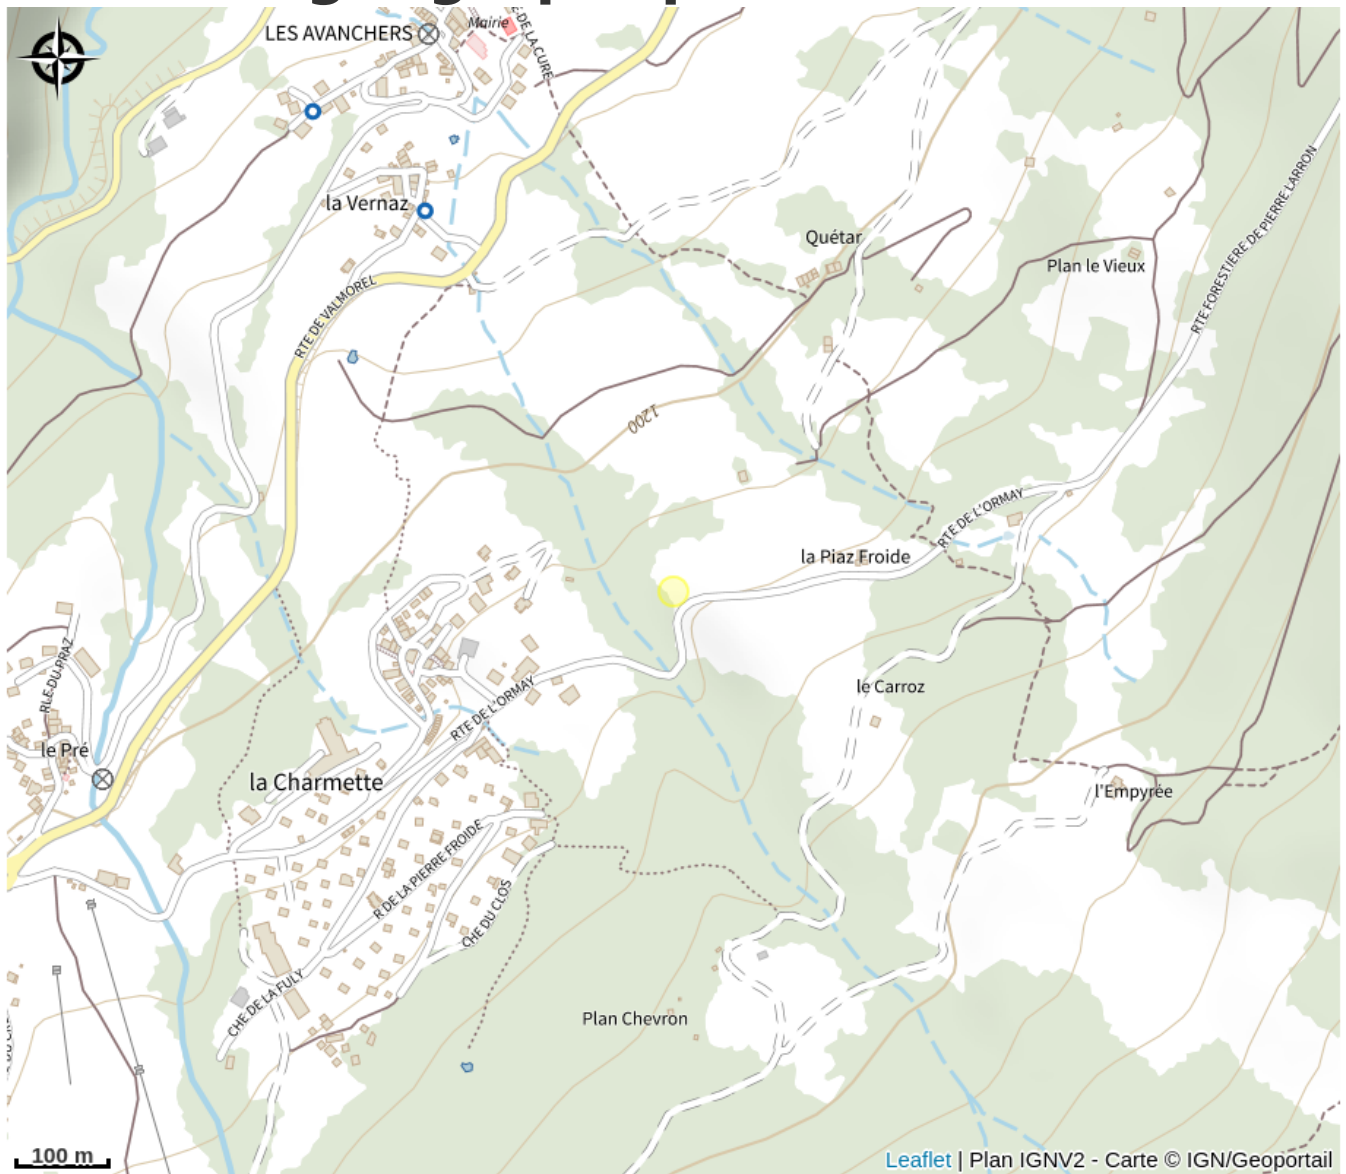 LES AVANCHERS
Mairie
E-DE-LA-CURE
la Vernaz
RTE DE VALMOREL
Quétar
Plan le Vieux
RTE FORESTIERE DE PIERRE LARRON
1200
la Piaz Froide
RTE DE L'ORMAY
RLE-DU-PRAZ
le Pré
RTE DE L'ORMAY
le Carroz
la Charmette
l'Empyrée
R DE LA PIERRE FROIDE
CHE DU CLOS
CHE DE LA FULY
Plan Chevron
100 m
Leaflet | Plan IGNV2 - Carte © IGN/Geoportail